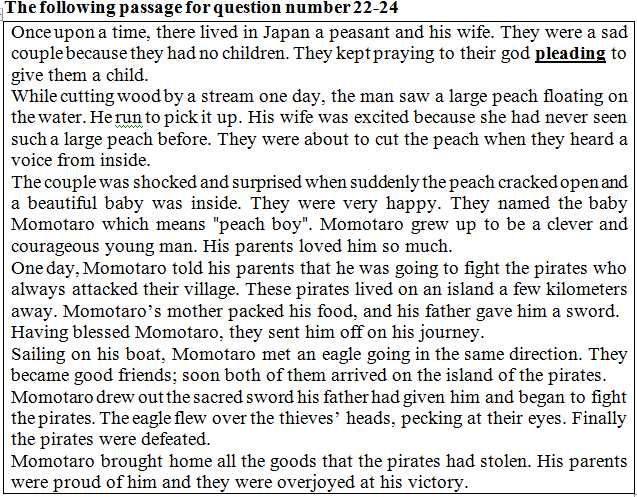 The following passage for question number 22-24
Once upon a time, there lived in Japan a peasant and his wife. They were a sad
couple because they had no children. They kept praying to their god pleading to
give them a child.
While cutting wood by a stream one day, the man saw a large peach floating on
the water. He run to pick it up. His wife was excited because she had never seen
such a large peach before. They were about to cut the peach when they heard a
voice from inside.
The couple was shocked and surprised when suddenly the peach cracked open and
a beautiful baby was inside. They were very happy. They named the baby
Momotaro which means "peach boy". Momotaro grew up to be a clever and
courageous young man. His parents loved him so much.
One day, Momotaro told his parents that he was going to fight the pirates who
always attacked their village. These pirates lived on an island a few kilometers
away. Momotaro's mother packed his food, and his father gave him a sword.
Having blessed Momotaro, they sent him off on his journey.
Sailing on his boat, Momotaro met an eagle going in the same direction. They
became good friends; soon both of them arrived on the island of the pirates.
Momotaro drew out the sacred sword his father had given him and began to fight
the pirates. The eagle flew over the thieves' heads, pecking at their eyes. Finally
the pirates were defeated.
Momotaro brought home all the goods that the pirates had stolen. His parents
were proud of him and they were overjoyed at his victory.